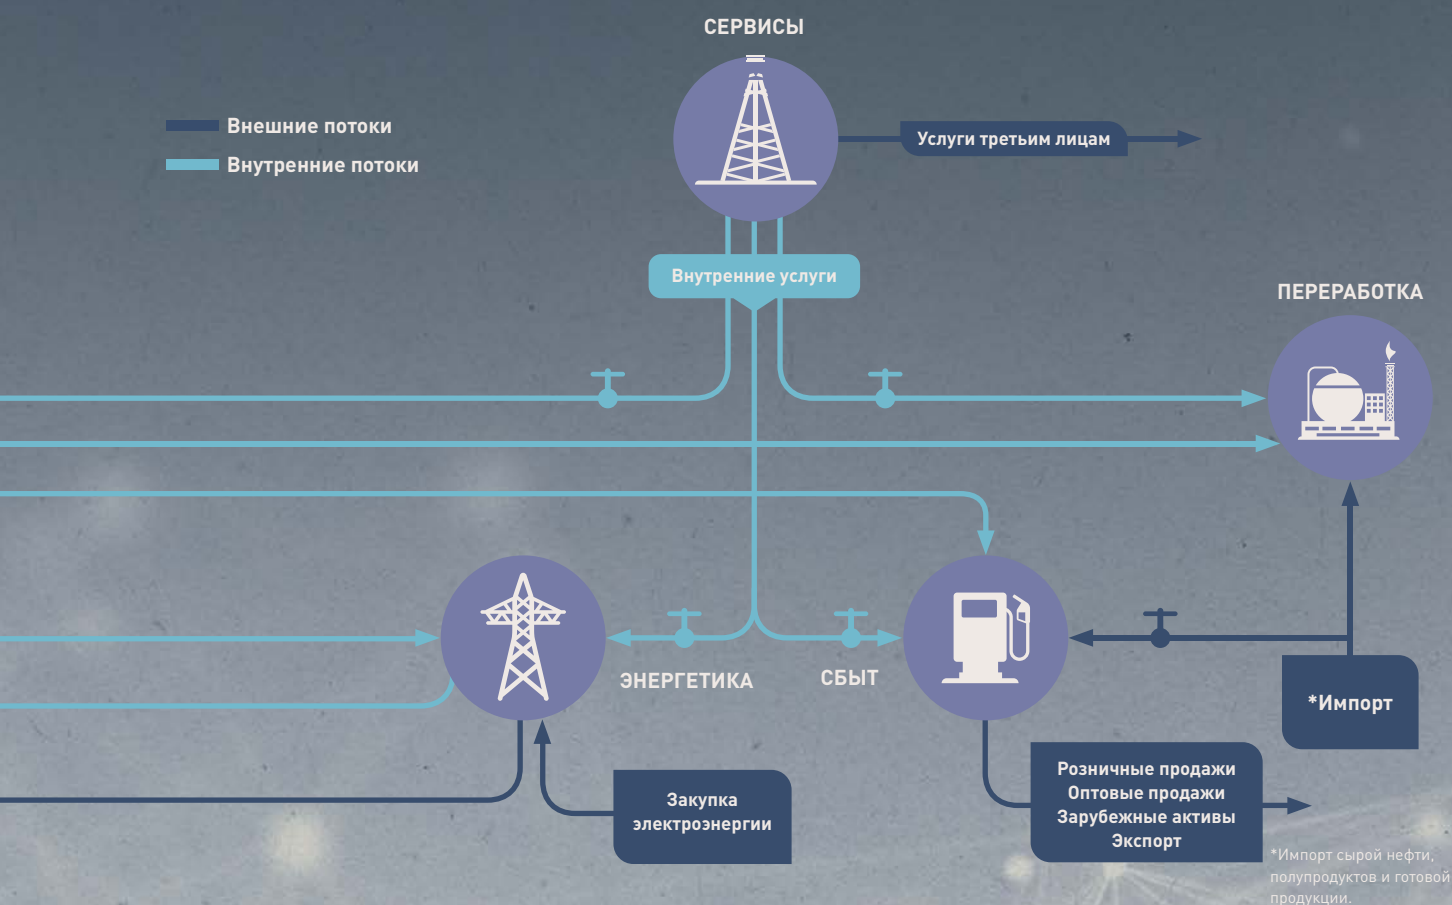 СЕРВИСЫ
Внешние потоки
Внутренние потоки
Услуги третьим лицам
Внутренние услуги
ПЕРЕРАБОТКА
ЭНЕРГЕТИКА
СБЫТ
*Импорт
Закупка
электроэнергии
Розничные продажи
Оптовые продажи
Зарубежные активы
Экспорт
*Импорт сырой нефти,
полупродуктов и готовой
продукции.